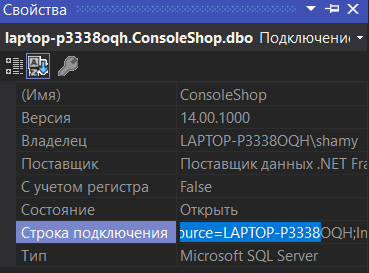 Свойства
laptop-p3338oqh.ConsoleShop.dbo Подключение
(Имя) ConsoleShop
Версия 14.00.1000
Владелец LAPTOP-P3338OQH\shamy
Поставщик Поставщик данных .NET Fra
С учетом регистра False
Состояние Открыть
Строка подключения ource=LAPTOP-P3338OQH;In
Тип Microsoft SQL Server